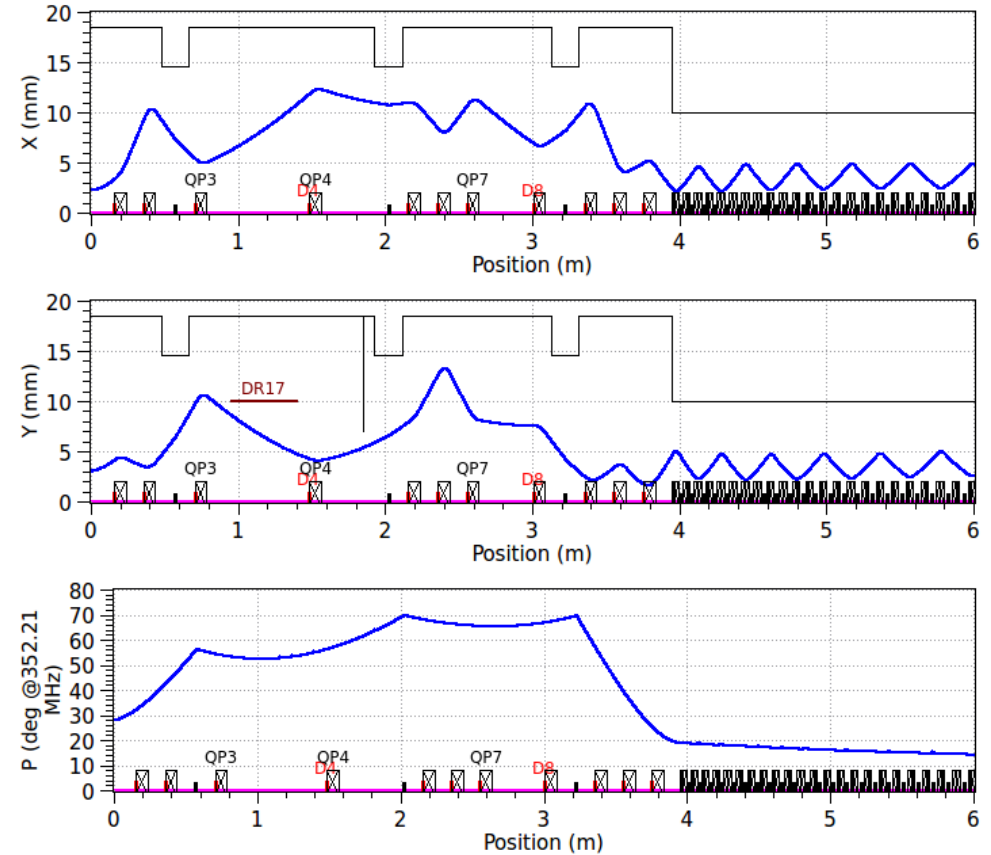 20
15
10
5
0
X (mm)
QP3
QP4
D4
QP7
D8
0 1 2 3 4 5 6
Position (m)
20
15
10
5
0
Y (mm)
DR17
QP3
QP4
D4
QP7
D8
0 1 2 3 4 5 6
Position (m)
80
70
60
50
40
30
20
10
0
P (deg @352.21
MHz)
QP3
QP4
D4
QP7
D8
0 1 2 3 4 5 6
Position (m)